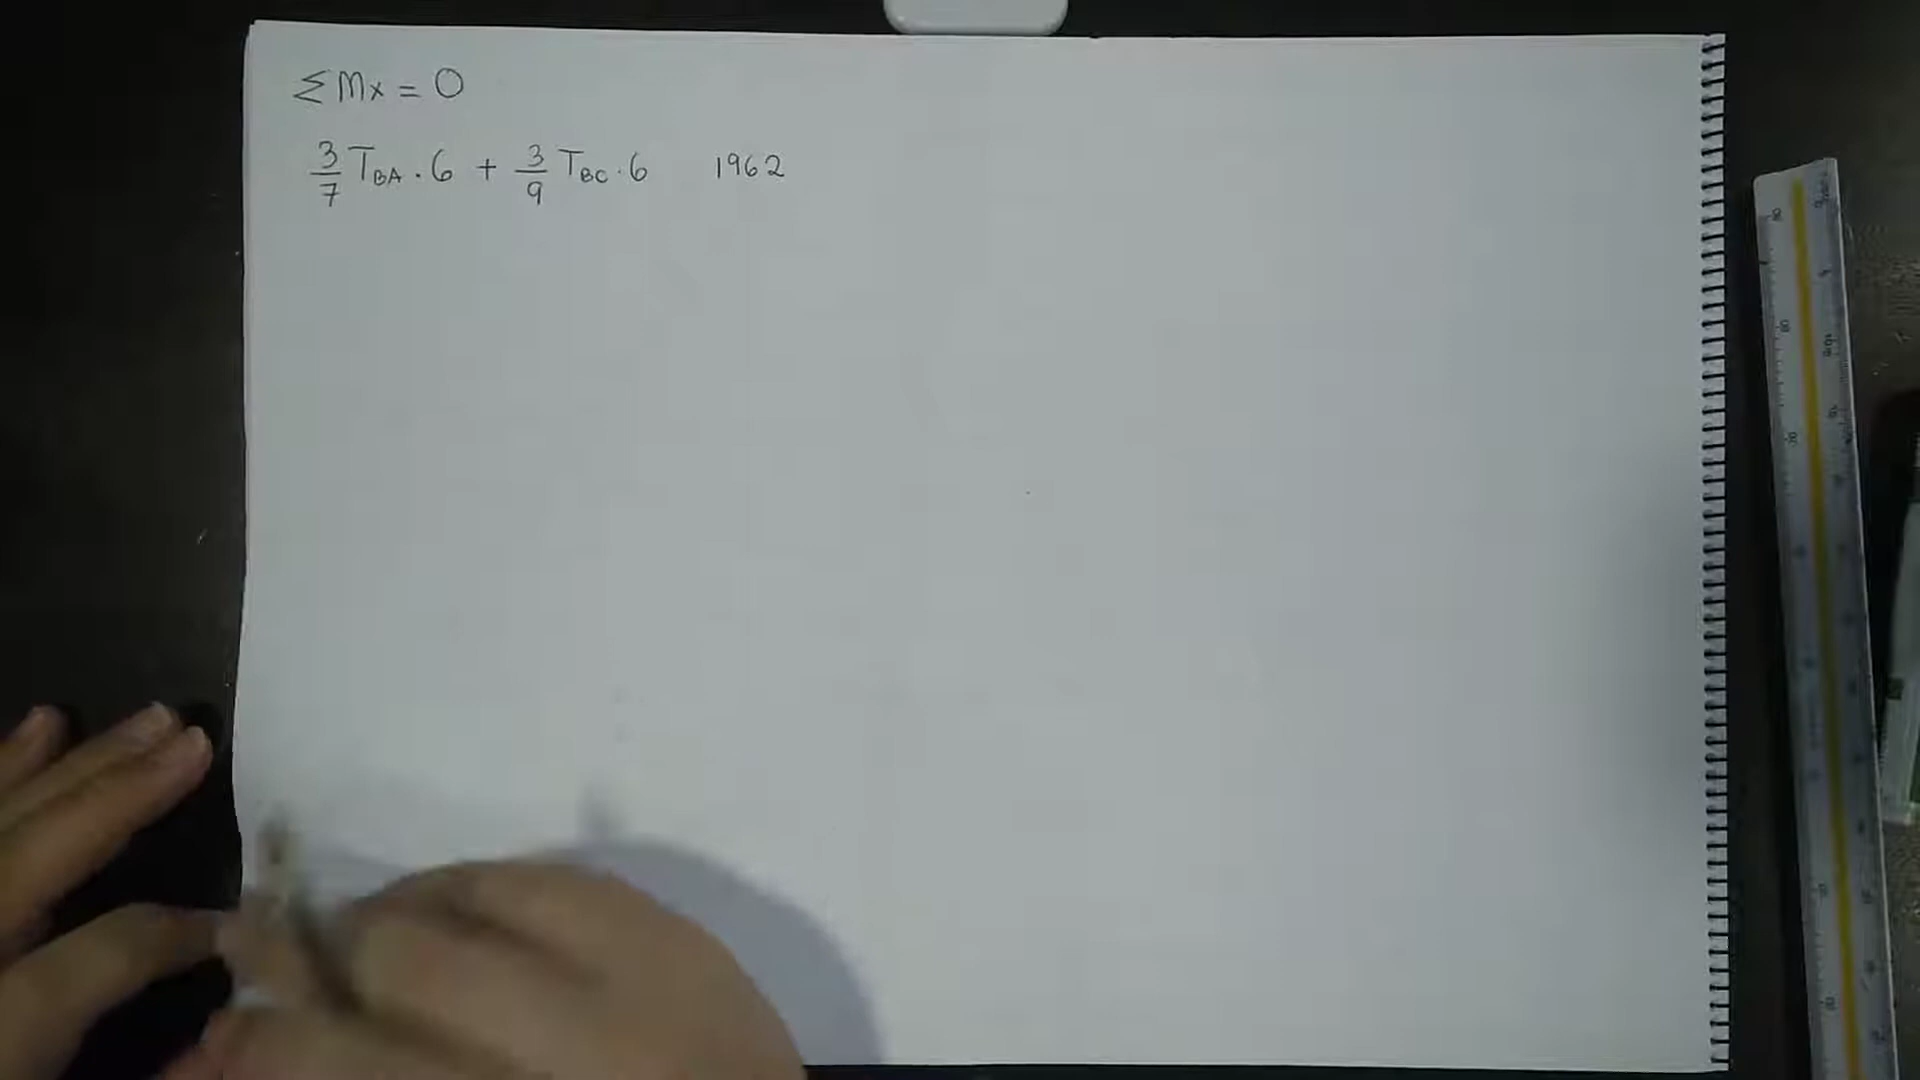 ΣMx = 0
3/7 T_BA · 6 + 3/9 T_BC · 6 1962